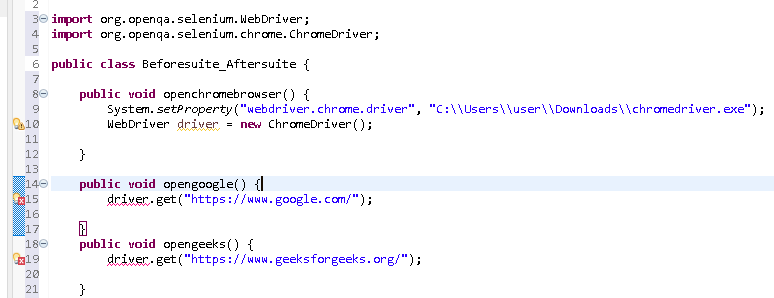 2
3 import org.openqa.selenium.WebDriver;
4 import org.openqa.selenium.chrome.ChromeDriver;
5
6 public class Beforesuite_Aftersuite {
7
8 public void openchromebrowser() {
9 System.setProperty("webdriver.chrome.driver", "C:\\Users\\user\\Downloads\\chromedriver.exe");
10 WebDriver driver = new ChromeDriver();
11
12 }
13
14 public void opengoogle() {
15 driver.get("https://www.google.com/");
16
17 }
18 public void opengeeks() {
19 driver.get("https://www.geeksforgeeks.org/");
20
21 }